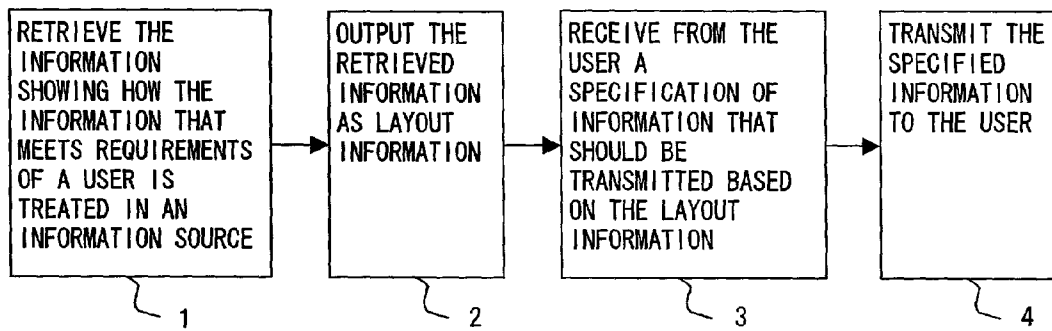 RETRIEVE THE
INFORMATION
SHOWING HOW THE
INFORMATION THAT
MEETS REQUIREMENTS
OF A USER IS
TREATED IN AN
INFORMATION SOURCE
1
OUTPUT THE
RETRIEVED
INFORMATION
AS LAYOUT
INFORMATION
2
RECEIVE FROM THE
USER A
SPECIFICATION OF
INFORMATION THAT
SHOULD BE
TRANSMITTED BASED
ON THE LAYOUT
INFORMATION
3
TRANSMIT THE
SPECIFIED
INFORMATION
TO THE USER
4